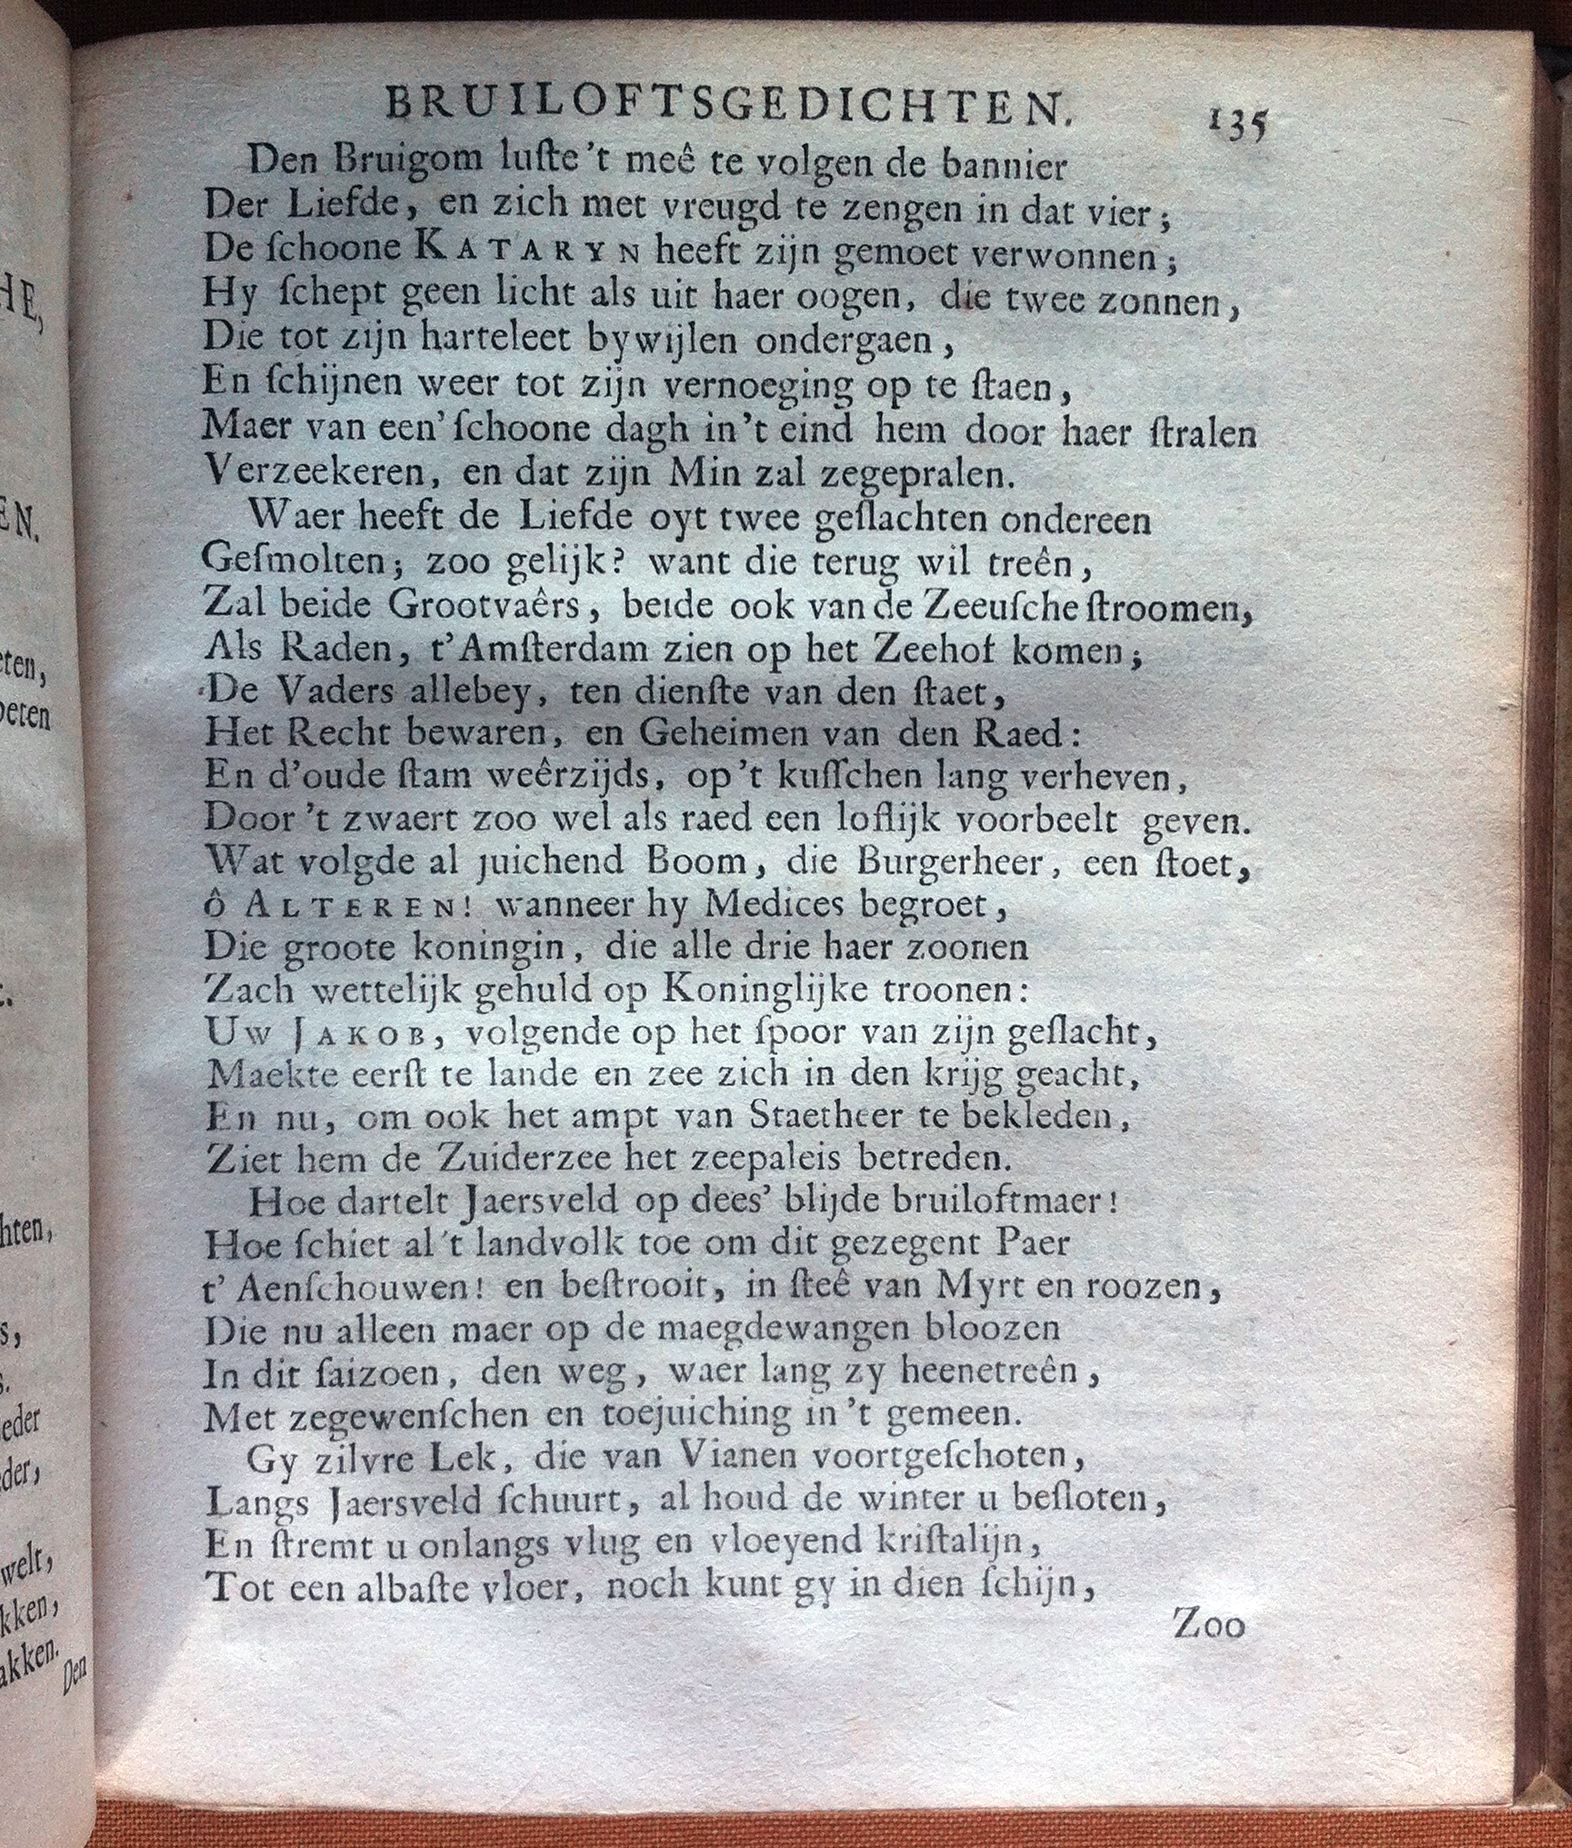 BRUILOFTSGEDICHTEN. 135
Den Bruigom luſte 't meê te volgen de bannier
Der Liefde, en zich met vreugd te zengen in dat vier;
De ſchoone KATARYN heeft zijn gemoet verwonnen;
Hy ſchept geen licht als uit haer oogen, die twee zonnen,
Die tot zijn harteleet bywijlen ondergaen,
En ſchijnen weer tot zijn vernoeging op te ſtaen,
Maer van een' ſchoone dagh in 't eind hem door haer ſtralen
Verzeekeren, en dat zijn Min zal zegepralen.
Waer heeft de Liefde oyt twee geſlachten ondereen
Geſmolten; zoo gelijk? want die terug wil treên,
Zal beide Grootvaêrs, beide ook van de Zeeuſche ſtroomen,
Als Raden, t'Amſterdam zien op het Zeehof komen;
De Vaders allebey, ten dienſte van den ſtaet,
Het Recht bewaren, en Geheimen van den Raed:
En d'oude ſtam weêrzijds, op 't kuſſchen lang verheven,
Door 't zwaert zoo wel als raed een loflijk voorbeelt geven.
Wat volgde al juichend Boom, die Burgerheer, een ſtoet,
ô ALTEREN! wanneer hy Medices begroet,
Die groote koningin, die alle drie haer zoonen
Zach wettelijk gehuld op Koninglijke troonen:
UW JAKOB, volgende op het ſpoor van zijn geſlacht,
Maekte eerſt te lande en zee zich in den krijg geacht,
En nu, om ook het ampt van Staetheer te bekleden,
Ziet hem de Zuiderzee het zeepaleis betreden.
Hoe dartelt Jaersveld op dees' blijde bruiloftmaer!
Hoe ſchiet al 't landvolk toe om dit gezegent Paer
t' Aenſchouwen! en beſtrooit, in ſteê van Myrt en roozen,
Die nu alleen maer op de maegdewangen bloozen
In dit ſaizoen, den weg, waer lang zy heenetreên,
Met zegewenſchen en toejuiching in 't gemeen.
Gy zilvre Lek, die van Vianen voortgeſchoten,
Langs Jaersveld ſchuurt, al houd de winter u beſloten,
En ſtremt u onlangs vlug en vloeyend kriſtalijn,
Tot een albaſte vloer, noch kunt gy in dien ſchijn,
Zoo
HE,
EN.
eten,
oeten
hten,
s,
eder
der,
welt,
kken,
akken.
Den